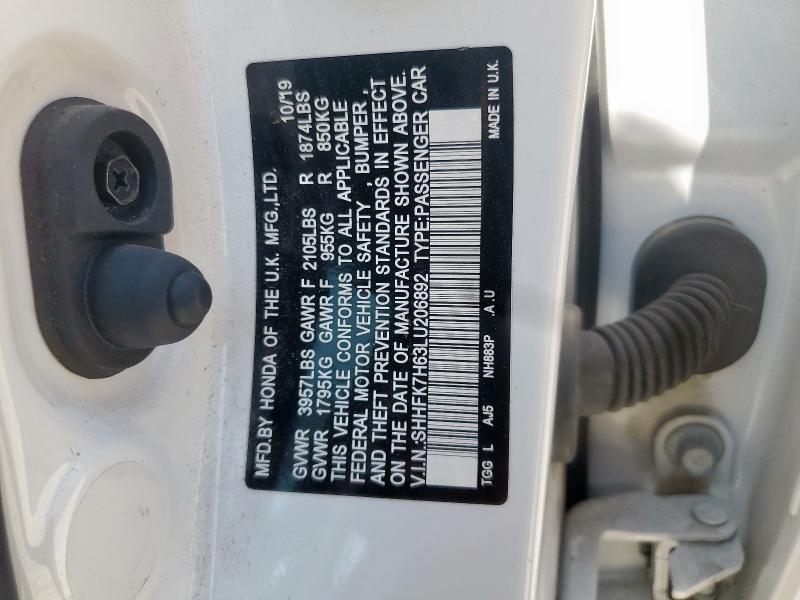 MFD.BY HONDA OF THE U.K. MFG.,LTD. 10/19
GVWR 3957LBS GAWR F 2105LBS R 1874LBS
GVWR 1795KG GAWR F 955KG R 850KG
THIS VEHICLE CONFORMS TO ALL APPLICABLE
FEDERAL MOTOR VEHICLE SAFETY , BUMPER ,
AND THEFT PREVENTION STANDARDS IN EFFECT
ON THE DATE OF MANUFACTURE SHOWN ABOVE.
V.I.N.:SHHFK7H63LU206892 TYPE:PASSENGER CAR
TGG L AJ5 NH883P .A .U MADE IN U.K.